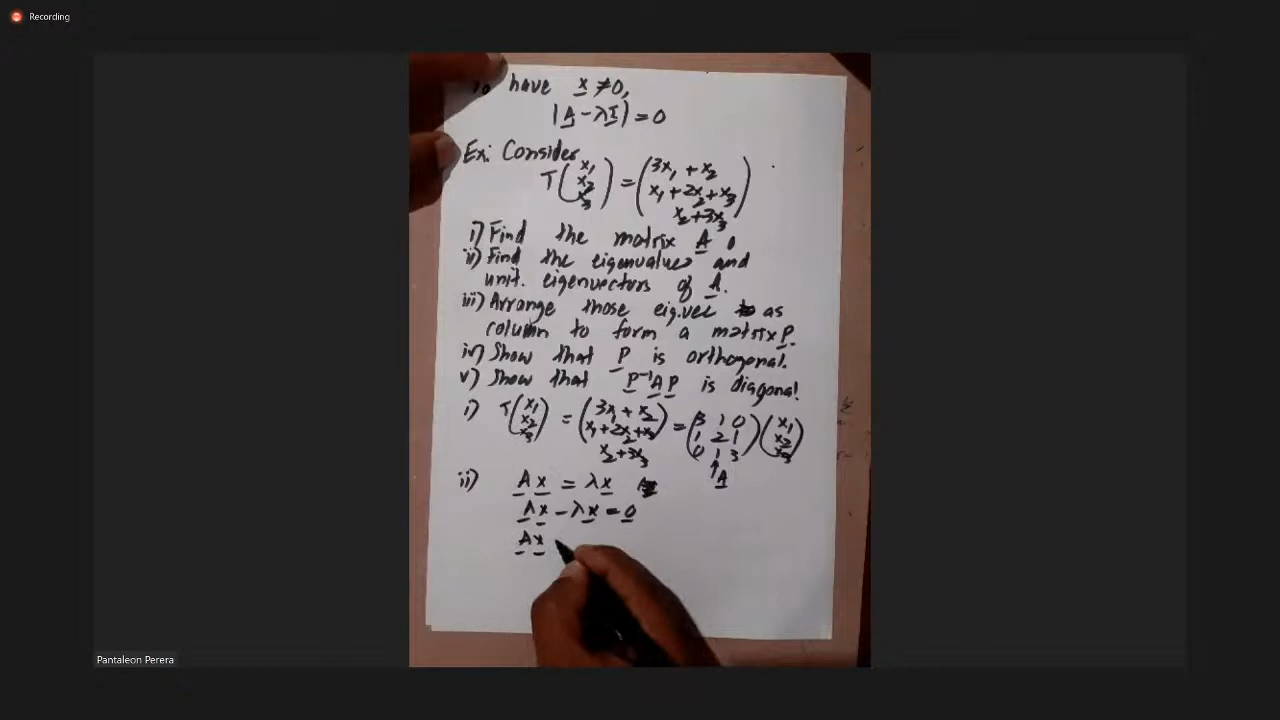 Recording
To have x ≠ 0,
|A - λI| = 0
Ex: Consider
T(x1 x2 x3) = (3x1 + x2
x1 + 2x2 + x3
x2 + 3x3)
i) Find the matrix A
ii) Find the eigenvalues and
unit. eigenvectors of A.
iii) Arrange those eig.vec as
column to form a matrix P.
iv) Show that P is orthogonal.
v) Show that P⁻¹AP is diagonal.
i) T(x1 x2 x3) = (3x1 + x2 x1 + 2x2 + x3 x2 + 3x3) = (3 1 0 1 2 1 0 1 3)(x1 x2 x3)
A
ii) Ax = λx
Ax - λx = 0
Ax
Pantaleon Perera